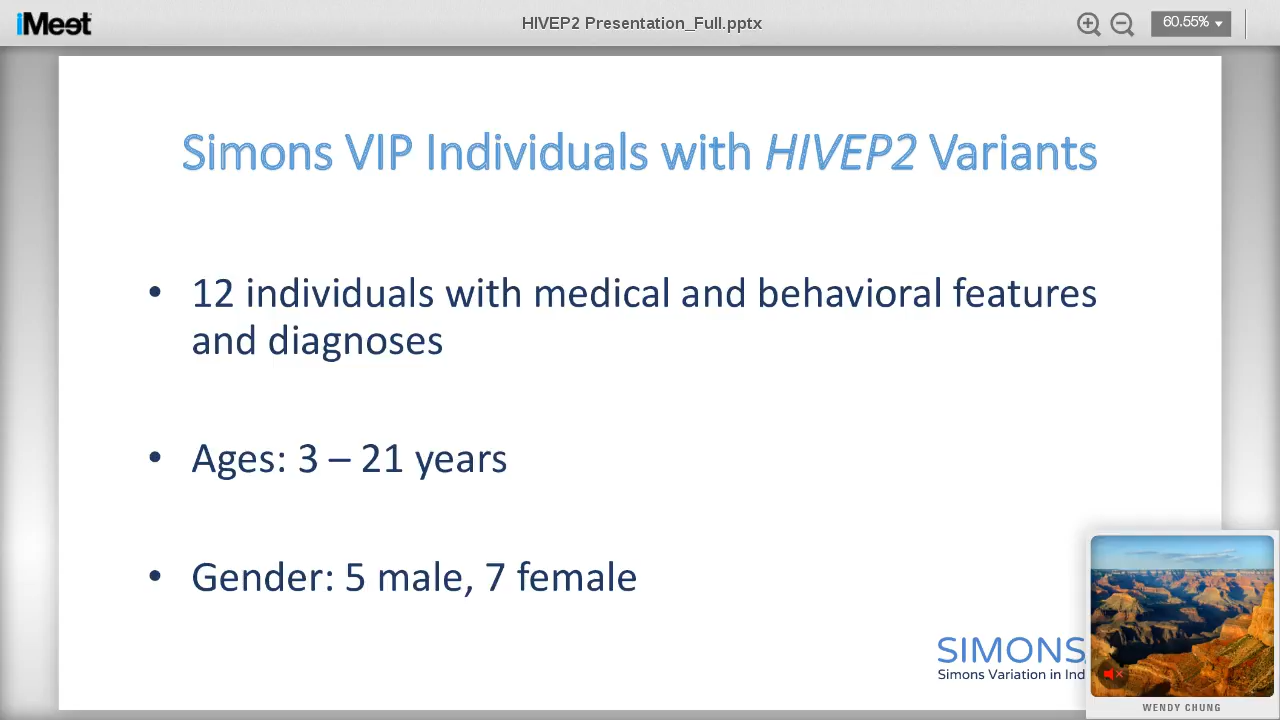 iMeet
HIVEP2 Presentation_Full.pptx
60.55%
Simons VIP Individuals with HIVEP2 Variants
• 12 individuals with medical and behavioral features
and diagnoses
• Ages: 3 – 21 years
• Gender: 5 male, 7 female
SIMONS
Simons Variation in Ind
WENDY CHUNG